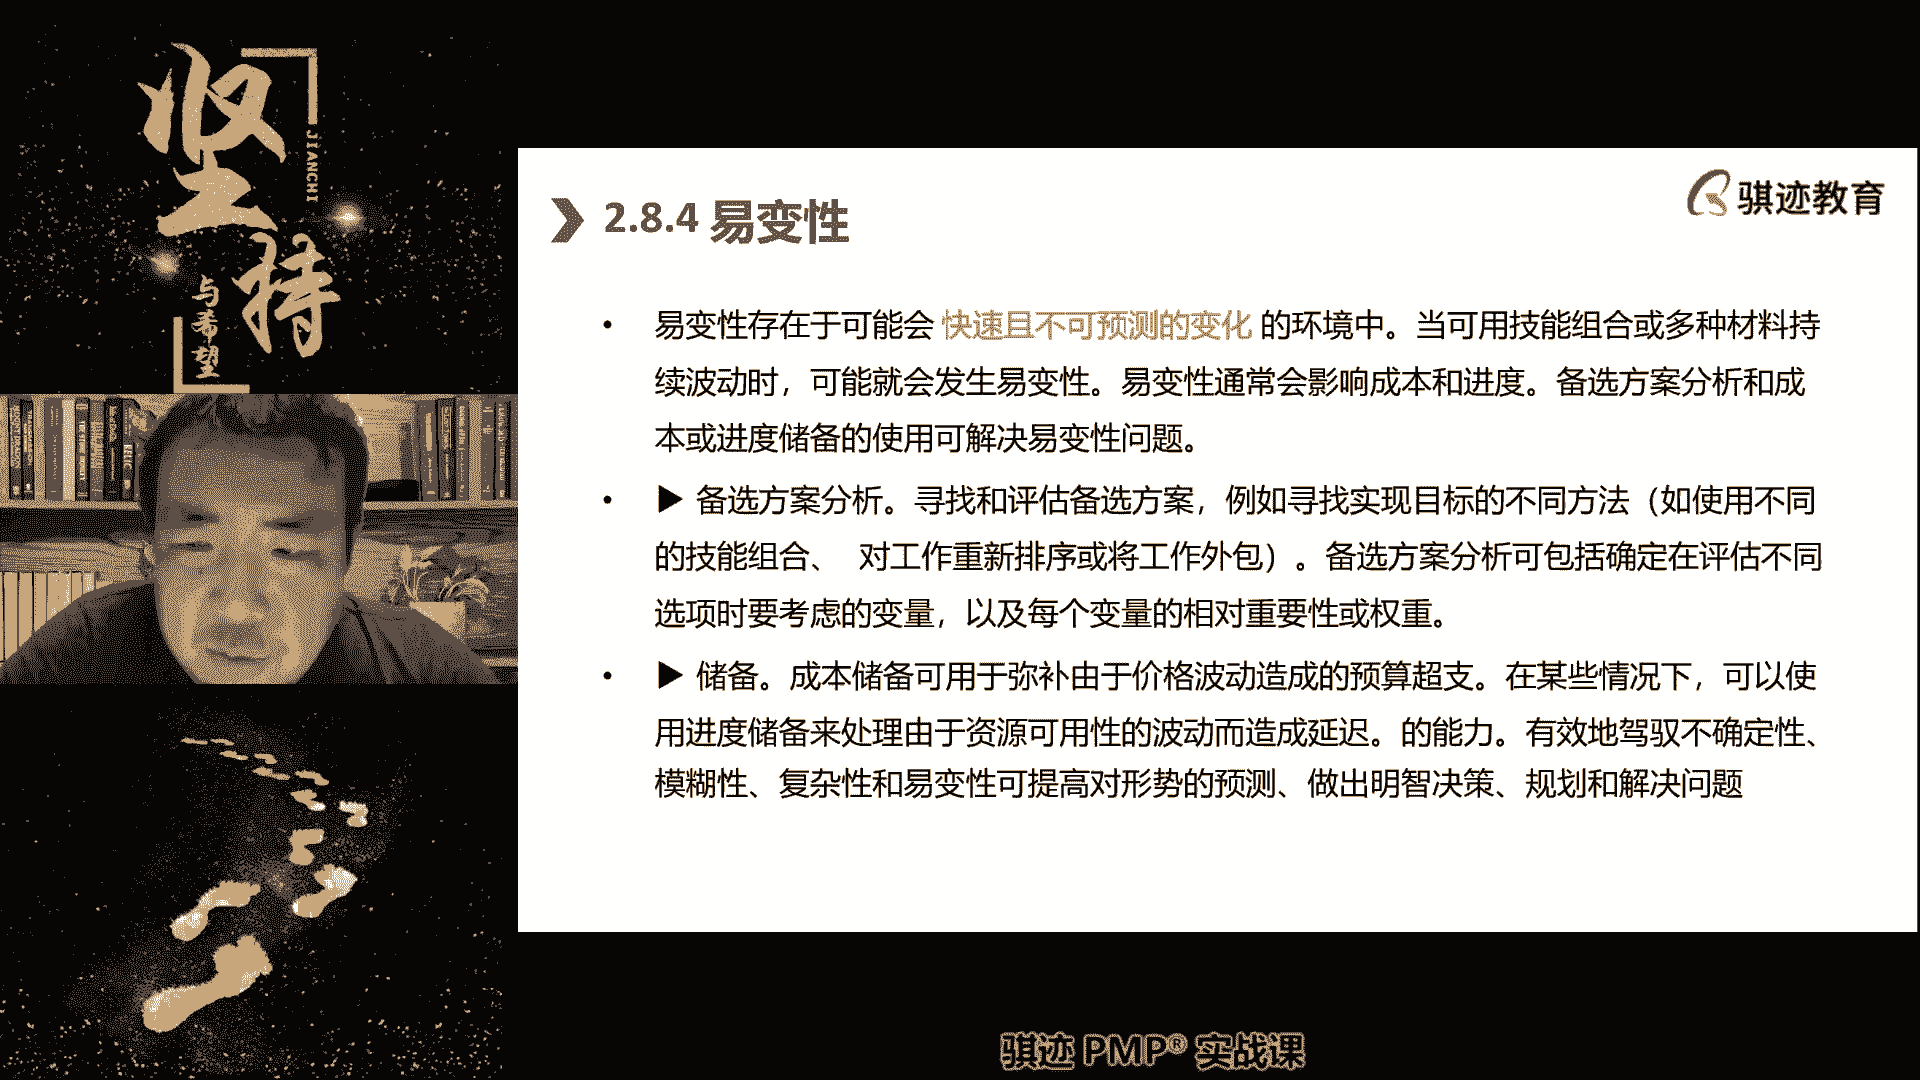 坚持
JIANCHI
与希望
骐迹教育
2.8.4 易变性
• 易变性存在于可能会 快速且不可预测的变化 的环境中。当可用技能组合或多种材料持
续波动时，可能就会发生易变性。易变性通常会影响成本和进度。备选方案分析和成
本或进度储备的使用可解决易变性问题。
• ▶ 备选方案分析。寻找和评估备选方案，例如寻找实现目标的不同方法（如使用不同
的技能组合、 对工作重新排序或将工作外包）。备选方案分析可包括确定在评估不同
选项时要考虑的变量，以及每个变量的相对重要性或权重。
• ▶ 储备。成本储备可用于弥补由于价格波动造成的预算超支。在某些情况下，可以使
用进度储备来处理由于资源可用性的波动而造成延迟。的能力。有效地驾驭不确定性、
模糊性、复杂性和易变性可提高对形势的预测、做出明智决策、规划和解决问题
骐迹 PMP® 实战课